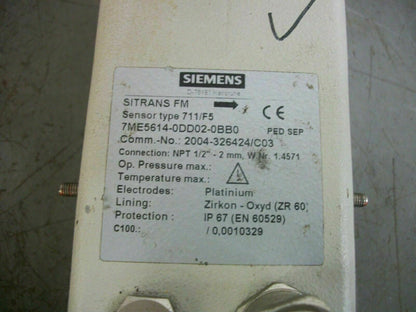 SIEMENS
D-76181 Karlsruhe
SITRANS FM
Sensor type 711/F5
7ME5614-0DD02-0BB0 PED SEP
Comm.-No.: 2004-326424/C03
Connection: NPT 1/2" - 2 mm, W.Nr. 1.4571
Op. Pressure max.:
Temperature max.:
Electrodes: Platinium
Lining: Zirkon - Oxyd (ZR 60)
Protection : IP 67 (EN 60529)
C100.: / 0,0010329